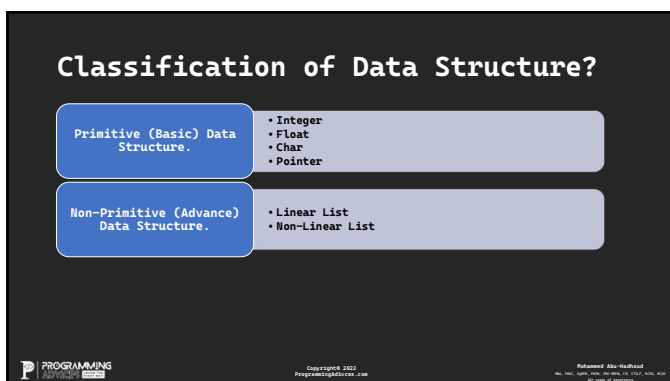 Classification of Data Structure?
Primitive (Basic) Data
Structure.
• Integer
• Float
• Char
• Pointer
Non-Primitive (Advance)
Data Structure.
• Linear List
• Non-Linear List
PROGRAMMING
ADVICES
Copyright© 2022
ProgrammingAdivces.com
Mohammed Abu-Hadhoud